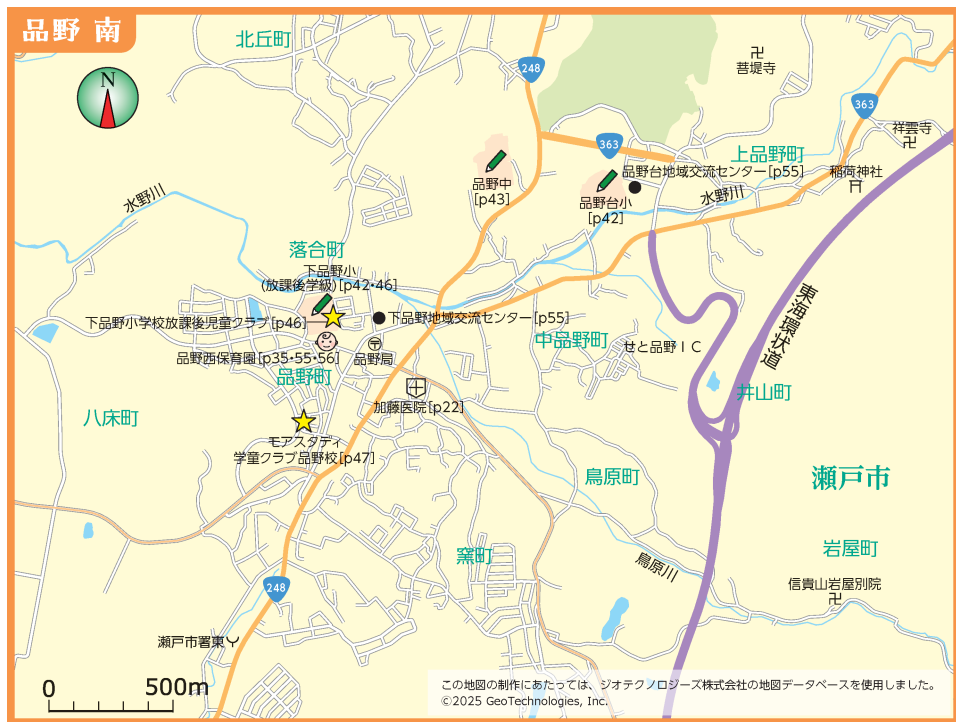 品野 南
北丘町
N
248
菩堤寺
363
祥雲寺
363
上品野町
品野台地域交流センター[p55]
稲荷神社
品野中
[p43]
品野台小
[p42]
水野川
水野川
落合町
下品野小
(放課後学級)[p42・46]
東海環状道
下品野小学校放課後児童クラブ[p46]
下品野地域交流センター[p55]
中品野町
せと品野IC
品野西保育園[p35・55・56]
品野局
品野町
井山町
加藤医院[p22]
八床町
モアスタディ
学童クラブ品野校[p47]
鳥原町
瀬戸市
窯町
鳥原川
岩屋町
248
信貴山岩屋別院
瀬戸市署東
0
500m
この地図の制作にあたっては、ジオテクノロジーズ株式会社の地図データベースを使用しました。
©2025 GeoTechnologies, Inc.